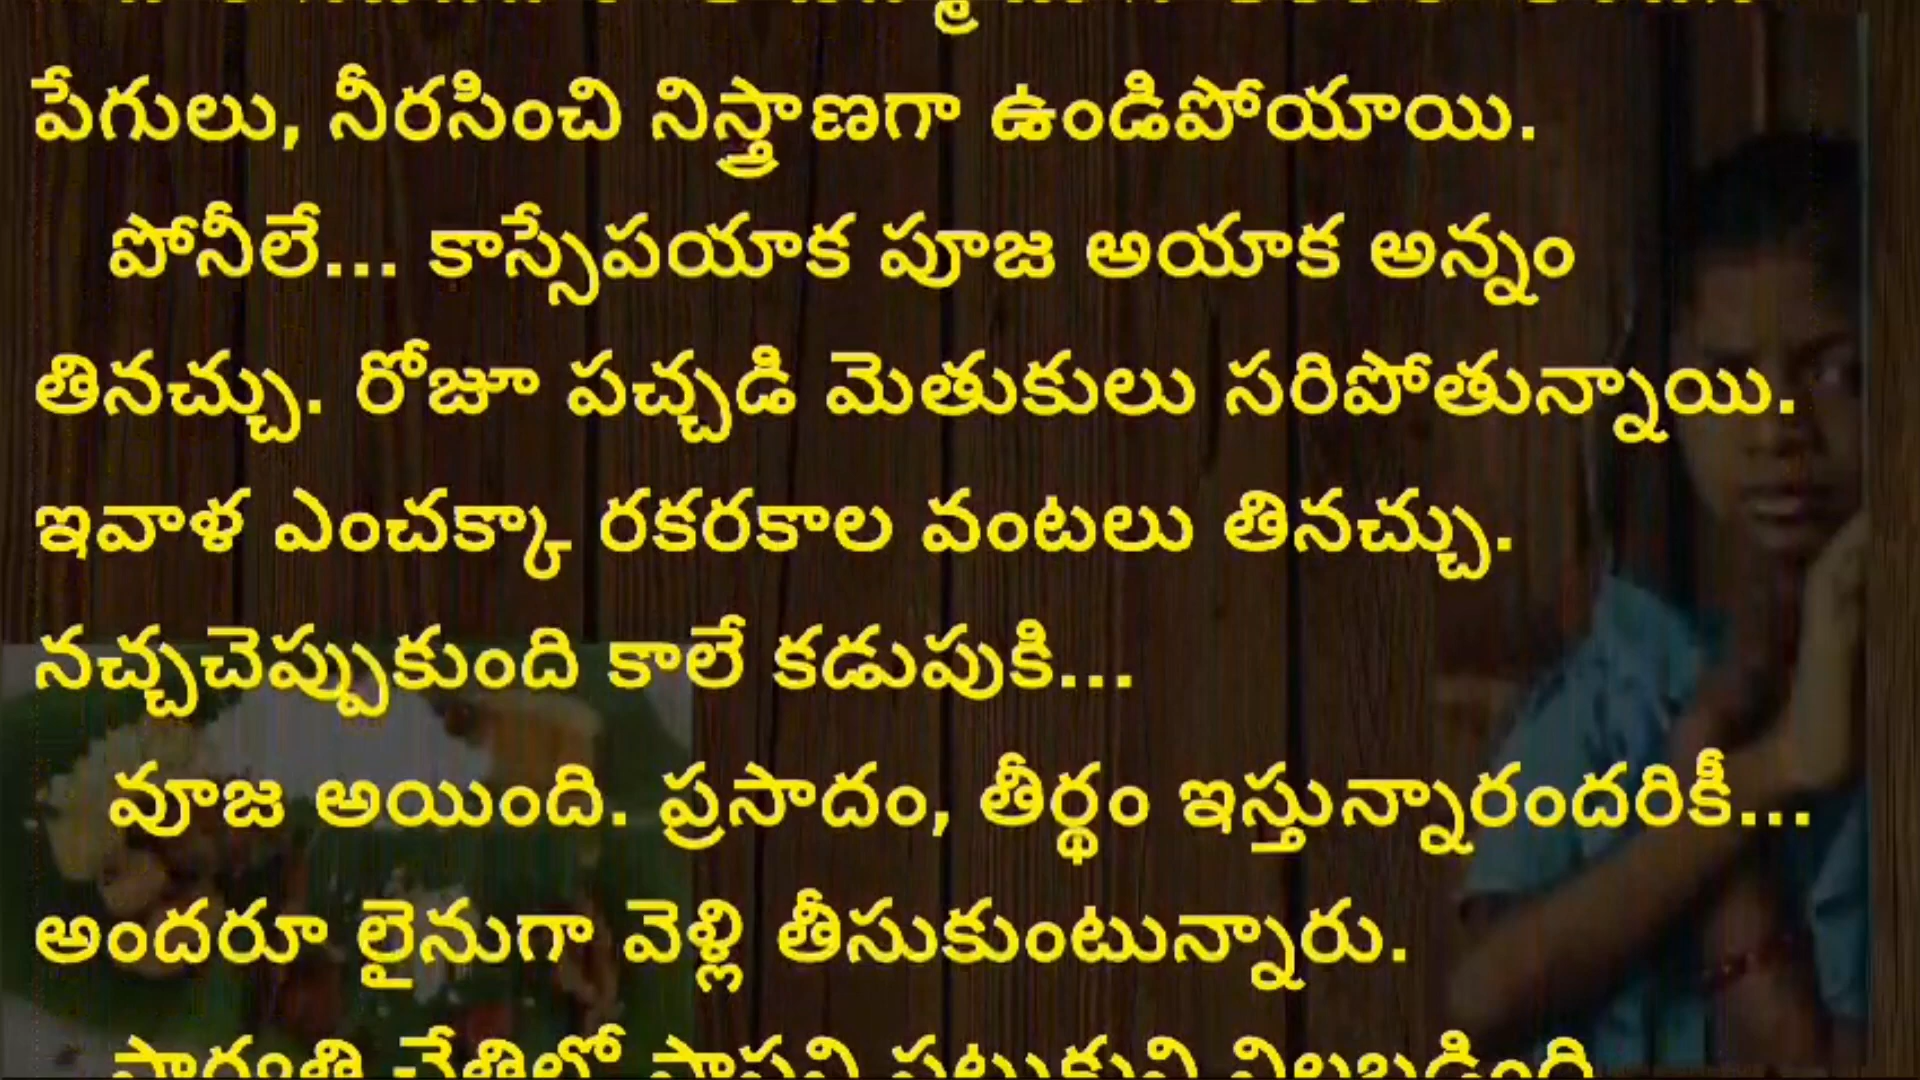 పేగులు, నీరసించి నిస్త్రాణగా ఉండిపోయాయి.
పోనీలే... కాస్సేపయాక పూజ అయాక అన్నం
తినచ్చు. రోజూ పచ్చడి మెతుకులు సరిపోతున్నాయి.
ఇవాళ ఎంచక్కా రకరకాల వంటలు తినచ్చు.
నచ్చచెప్పుకుంది కాలే కడుపుకి...
పూజ అయింది. ప్రసాదం, తీర్థం ఇస్తున్నారందరికీ...
అందరూ లైనుగా వెళ్లి తీసుకుంటున్నారు.